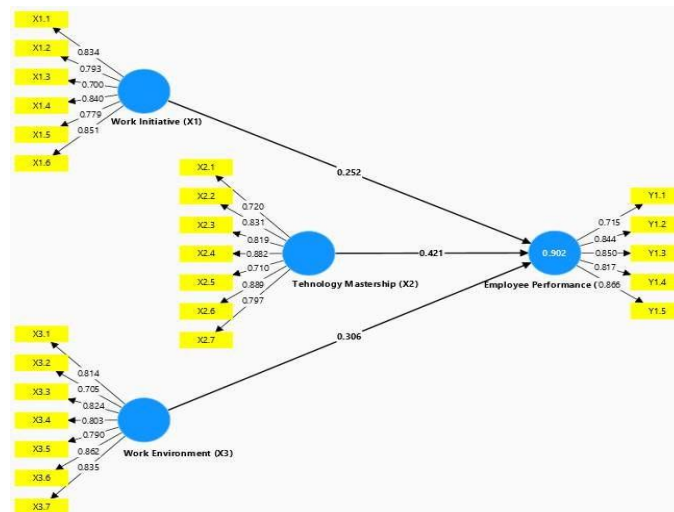 X1.1
X1.2
X1.3
X1.4
X1.5
X1.6
0.834
0.793
0.700
0.840
0.779
0.851
Work Initiative (X1)
0.252
X2.1
X2.2
X2.3
X2.4
X2.5
X2.6
X2.7
0.720
0.831
0.819
0.882
0.710
0.889
0.797
Tehnology Mastership (X2)
0.421
0.902
Employee Performance (
0.715
0.844
0.850
0.817
0.866
Y1.1
Y1.2
Y1.3
Y1.4
Y1.5
0.306
X3.1
X3.2
X3.3
X3.4
X3.5
X3.6
X3.7
0.814
0.705
0.824
0.803
0.790
0.862
0.835
Work Environment (X3)